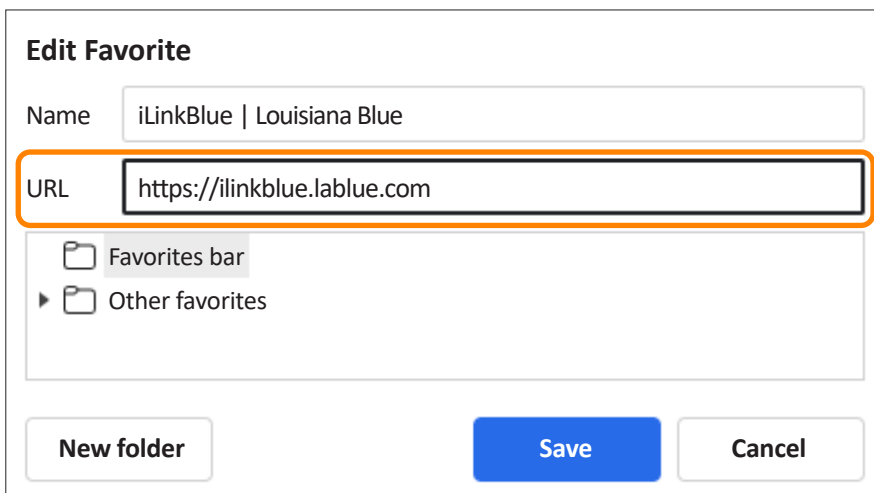 Edit Favorite
Name iLinkBlue | Louisiana Blue
URL https://ilinkblue.lablue.com
Favorites bar
Other favorites
New folder Save Cancel